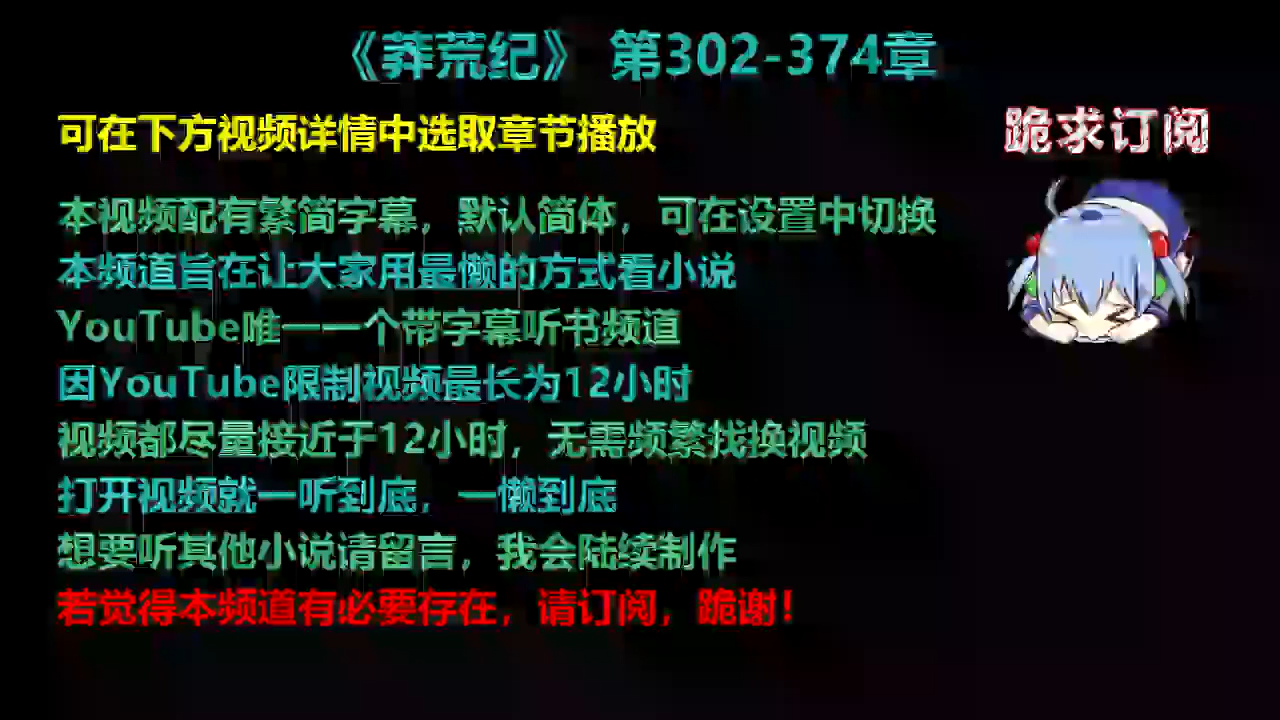 《莽荒纪》 第302-374章
可在下方视频详情中选取章节播放
跪求订阅
本视频配有繁简字幕，默认简体，可在设置中切换
本频道旨在让大家用最懒的方式看小说
YouTube唯一一个带字幕听书频道
因YouTube限制视频最长为12小时
视频都尽量接近于12小时，无需频繁找换视频
打开视频就一听到底，一懒到底
想要听其他小说请留言，我会陆续制作
若觉得本频道有必要存在，请订阅，跪谢！